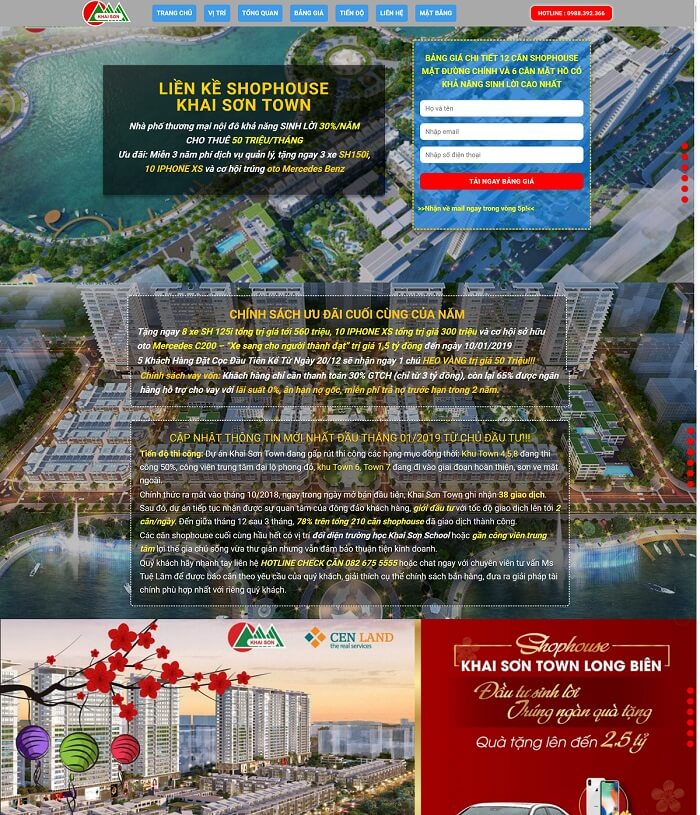 KHAI SƠN
TRANG CHỦ
VỊ TRÍ
TỔNG QUAN
BẢNG GIÁ
TIẾN ĐỘ
LIÊN HỆ
MẶT BẰNG
HOTLINE : 0988.392.366
LIỀN KỀ SHOPHOUSE
KHAI SƠN TOWN
Nhà phố thương mại nội đô khả năng SINH LỜI 30%/NĂM
CHO THUÊ 50 TRIỆU/THÁNG
Ưu đãi: Miễn 3 năm phí dịch vụ quản lý, tặng ngay 3 xe SH150i,
10 IPHONE XS và cơ hội trúng oto Mercedes Benz
BẢNG GIÁ CHI TIẾT 12 CĂN SHOPHOUSE
MẶT ĐƯỜNG CHÍNH VÀ 6 CĂN MẶT HỒ CÓ
KHẢ NĂNG SINH LỜI CAO NHẤT
Họ và tên
Nhập email
Nhập số điện thoại
TẢI NGAY BẢNG GIÁ
>>Nhận về mail ngay trong vòng 5p!<<
CHÍNH SÁCH ƯU ĐÃI CUỐI CÙNG CỦA NĂM
Tặng ngay 8 xe SH 125i tổng trị giá tới 560 triệu, 10 IPHONE XS tổng trị giá 300 triệu và cơ hội sở hữu
oto Mercedes C200 – “Xe sang cho người thành đạt” trị giá 1,5 tỷ đồng đến ngày 10/01/2019
5 Khách Hàng Đặt Cọc Đầu Tiên Kể Từ Ngày 20/12 sẽ nhận ngay 1 chú HEO VÀNG trị giá 50 Triệu!!!
Chính sách vay vốn: Khách hàng chỉ cần thanh toán 30% GTCH (chỉ từ 3 tỷ đồng), còn lại 65% được ngân
hàng hỗ trợ cho vay với lãi suất 0%, ân hạn nợ gốc, miễn phí trả nợ trước hạn trong 2 năm.
CẬP NHẬT THÔNG TIN MỚI NHẤT ĐẦU THÁNG 01/2019 TỪ CHỦ ĐẦU TƯ!!!
Tiến độ thi công: Dự án Khai Sơn Town đang gấp rút thi công các hạng mục đồng thời: Khu Town 4,5,8 đang thi
công 50%, công viên trung tâm đại lộ phong đỏ, khu Town 6, Town 7 đang đi vào giai đoạn hoàn thiện, sơn ve mặt
ngoài.
Chính thức ra mắt vào tháng 10/2018, ngay trong ngày mở bán đầu tiên, Khai Sơn Town ghi nhận 38 giao dịch.
Sau đó, dự án tiếp tục nhận được sự quan tâm của đông đảo khách hàng, giới đầu tư với tốc độ giao dịch lên tới 2
căn/ngày. Đến giữa tháng 12 sau 3 tháng, 78% trên tổng 210 căn shophouse đã giao dịch thành công.
Các căn shophouse cuối cùng hầu hết có vị trí đối diện trường học Khai Sơn School hoặc gần công viên trung
tâm lợi thế gia chủ sống vừa thư giãn nhưng vẫn đảm bảo thuận tiện kinh doanh.
Quý khách hãy nhanh tay liên hệ HOTLINE CHECK CĂN 082 675 5555 hoặc chat ngay với chuyên viên tư vấn Ms
Tuệ Lâm để được báo căn theo yêu cầu của quý khách, giải thích cụ thể chính sách bán hàng, đưa ra giải pháp tài
chính phù hợp nhất với riêng quý khách.
KHAI SƠN
CEN LAND
the real services
Shophouse
KHAI SƠN TOWN LONG BIÊN
Đầu tư sinh lời
Trúng ngàn quà tặng
Quà tặng lên đến 2,5 tỷ